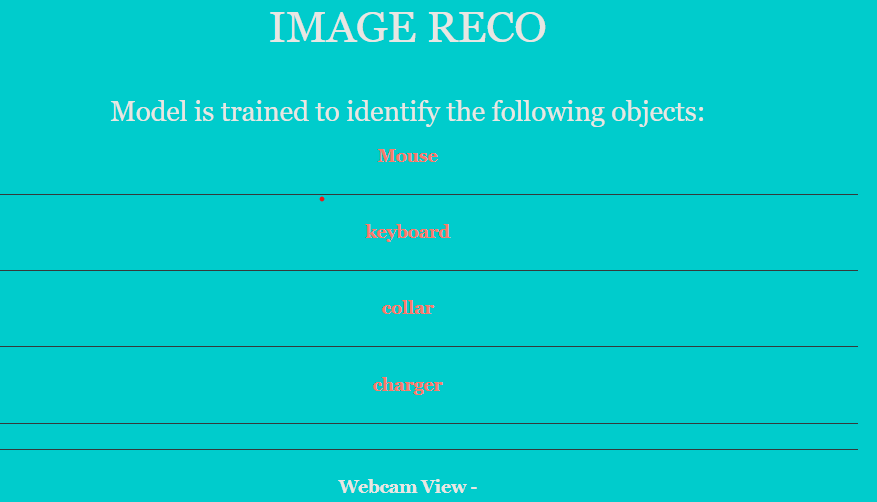 IMAGE RECO
Model is trained to identify the following objects:
Mouse
keyboard
collar
charger
Webcam View -